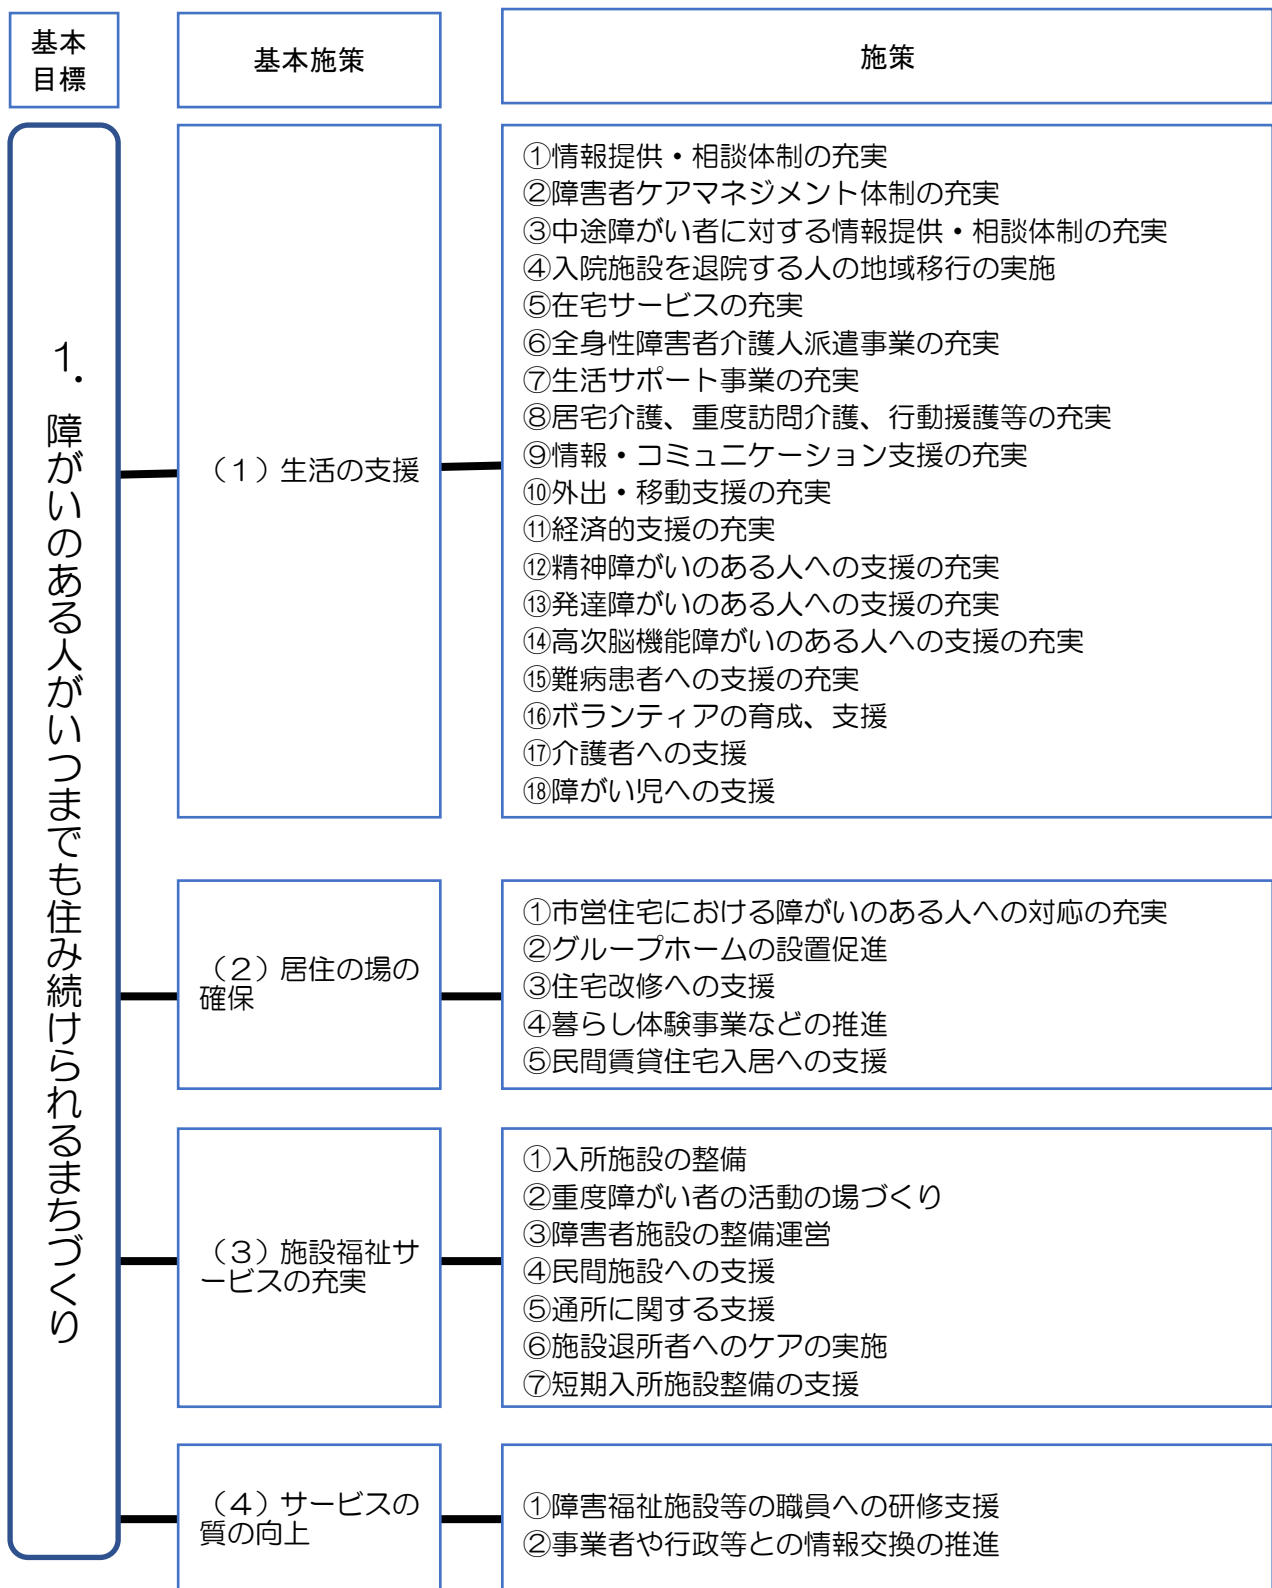 基本
目標
基本施策
施策
1．障がいのある人がいつまでも住み続けられるまちづくり
（1）生活の支援
①情報提供・相談体制の充実
②障害者ケアマネジメント体制の充実
③中途障がい者に対する情報提供・相談体制の充実
④入院施設を退院する人の地域移行の実施
⑤在宅サービスの充実
⑥全身性障害者介護人派遣事業の充実
⑦生活サポート事業の充実
⑧居宅介護、重度訪問介護、行動援護等の充実
⑨情報・コミュニケーション支援の充実
⑩外出・移動支援の充実
⑪経済的支援の充実
⑫精神障がいのある人への支援の充実
⑬発達障がいのある人への支援の充実
⑭高次脳機能障がいのある人への支援の充実
⑮難病患者への支援の充実
⑯ボランティアの育成、支援
⑰介護者への支援
⑱障がい児への支援
（2）居住の場の
確保
①市営住宅における障がいのある人への対応の充実
②グループホームの設置促進
③住宅改修への支援
④暮らし体験事業などの推進
⑤民間賃貸住宅入居への支援
（3）施設福祉サ
ービスの充実
①入所施設の整備
②重度障がい者の活動の場づくり
③障害者施設の整備運営
④民間施設への支援
⑤通所に関する支援
⑥施設退所者へのケアの実施
⑦短期入所施設整備の支援
（4）サービスの
質の向上
①障害福祉施設等の職員への研修支援
②事業者や行政等との情報交換の推進